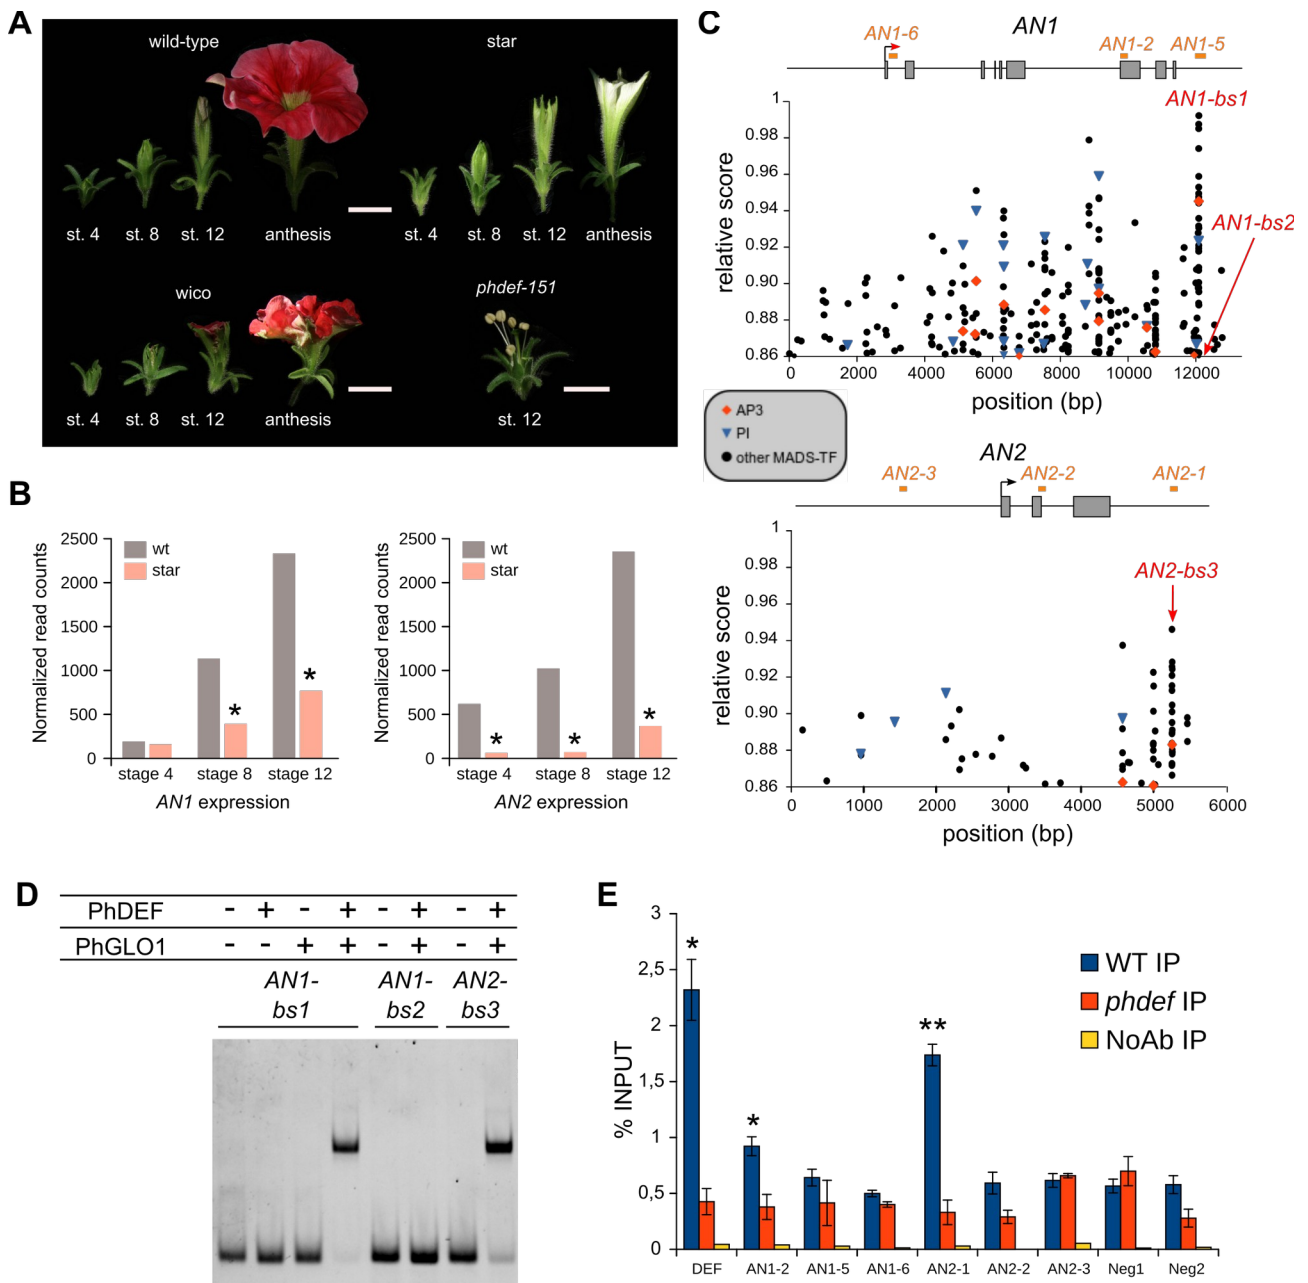 A
wild-type
star
st. 4
st. 8
st. 12
anthesis
st. 4
st. 8
st. 12
anthesis
wico
phdef-151
st. 4
st. 8
st. 12
anthesis
st. 12
B
Normalized read counts
2500
2000
1500
1000
500
0
wt
star
*
*
stage 4
stage 8
stage 12
AN1 expression
Normalized read counts
2500
2000
1500
1000
500
0
wt
star
*
*
*
stage 4
stage 8
stage 12
AN2 expression
C
AN1
AN1-6
AN1-2
AN1-5
AN1-bs1
AN1-bs2
relative score
1
0.98
0.96
0.94
0.92
0.90
0.88
0.86
0
2000
4000
6000
8000
10000
12000
position (bp)
AP3
PI
other MADS-TF
AN2
AN2-3
AN2-2
AN2-1
AN2-bs3
relative score
1
0.98
0.96
0.94
0.92
0.90
0.88
0.86
0
1000
2000
3000
4000
5000
6000
position (bp)
D
PhDEF - + - + - + - +
PhGLO1 - - + + - + - +
AN1-
bs1
AN1-
bs2
AN2-
bs3
E
% INPUT
3
2,5
2
1,5
1
0,5
0
*
*
**
WT IP
phdef IP
NoAb IP
DEF
AN1-2
AN1-5
AN1-6
AN2-1
AN2-2
AN2-3
Neg1
Neg2